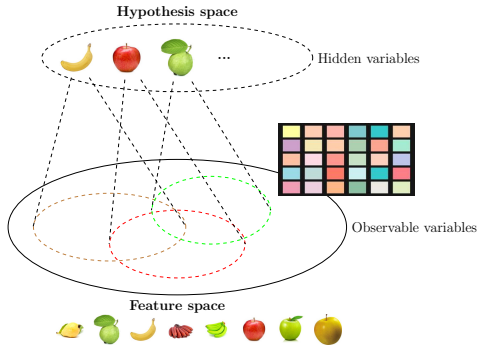 Hypothesis space
...
Hidden variables
Observable variables
Feature space